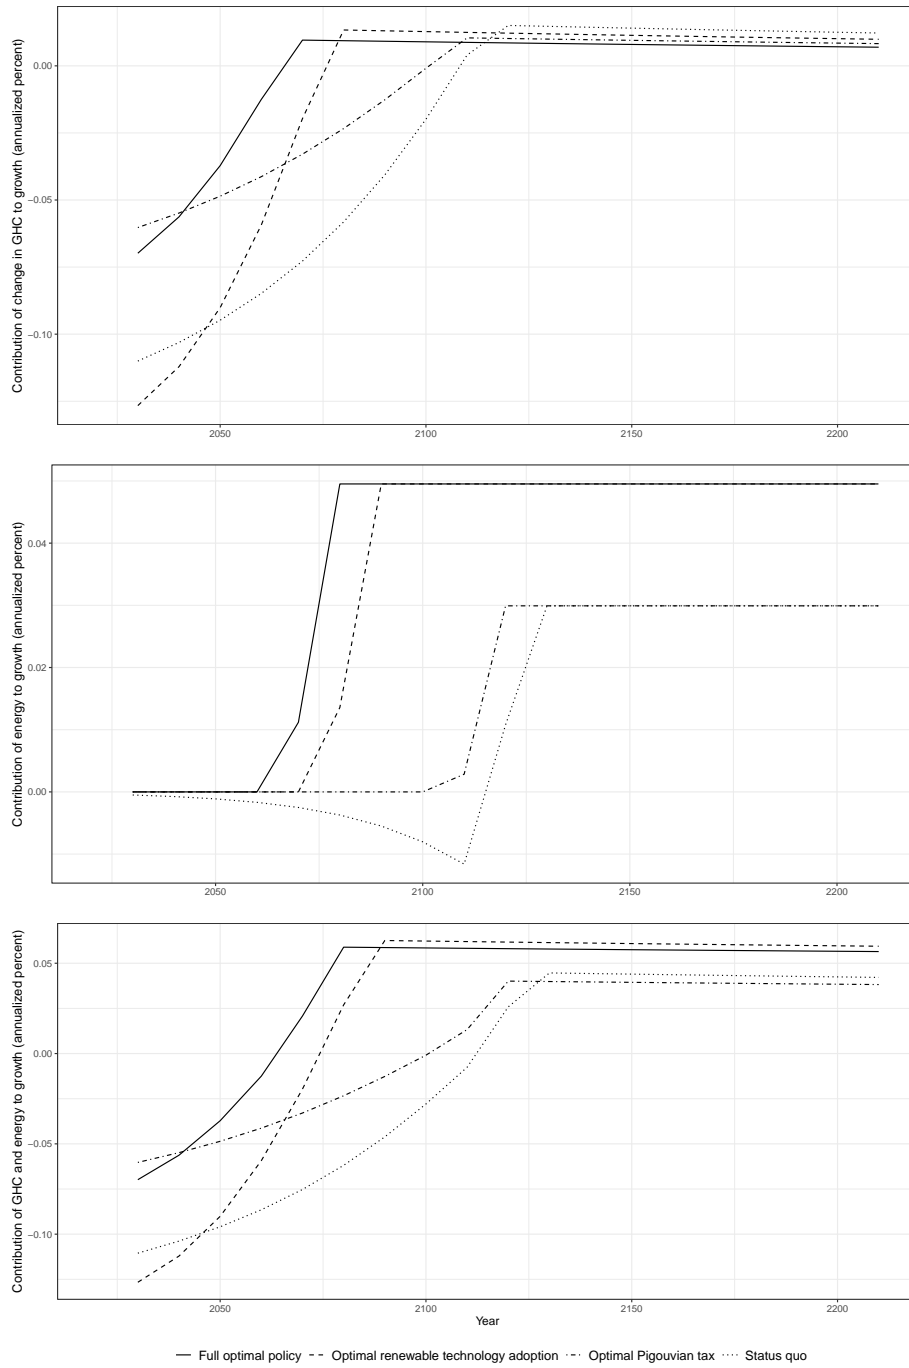 Contribution of change in GHC to growth (annualized percent)
0.00
−0.05
−0.10
2050 2100 2150 2200
Contribution of energy to growth (annualized percent)
0.04
0.02
0.00
2050 2100 2150 2200
Contribution of GHC and energy to growth (annualized percent)
0.05
0.00
−0.05
−0.10
2050 2100 2150 2200
Year
Full optimal policy Optimal renewable technology adoption Optimal Pigouvian tax Status quo